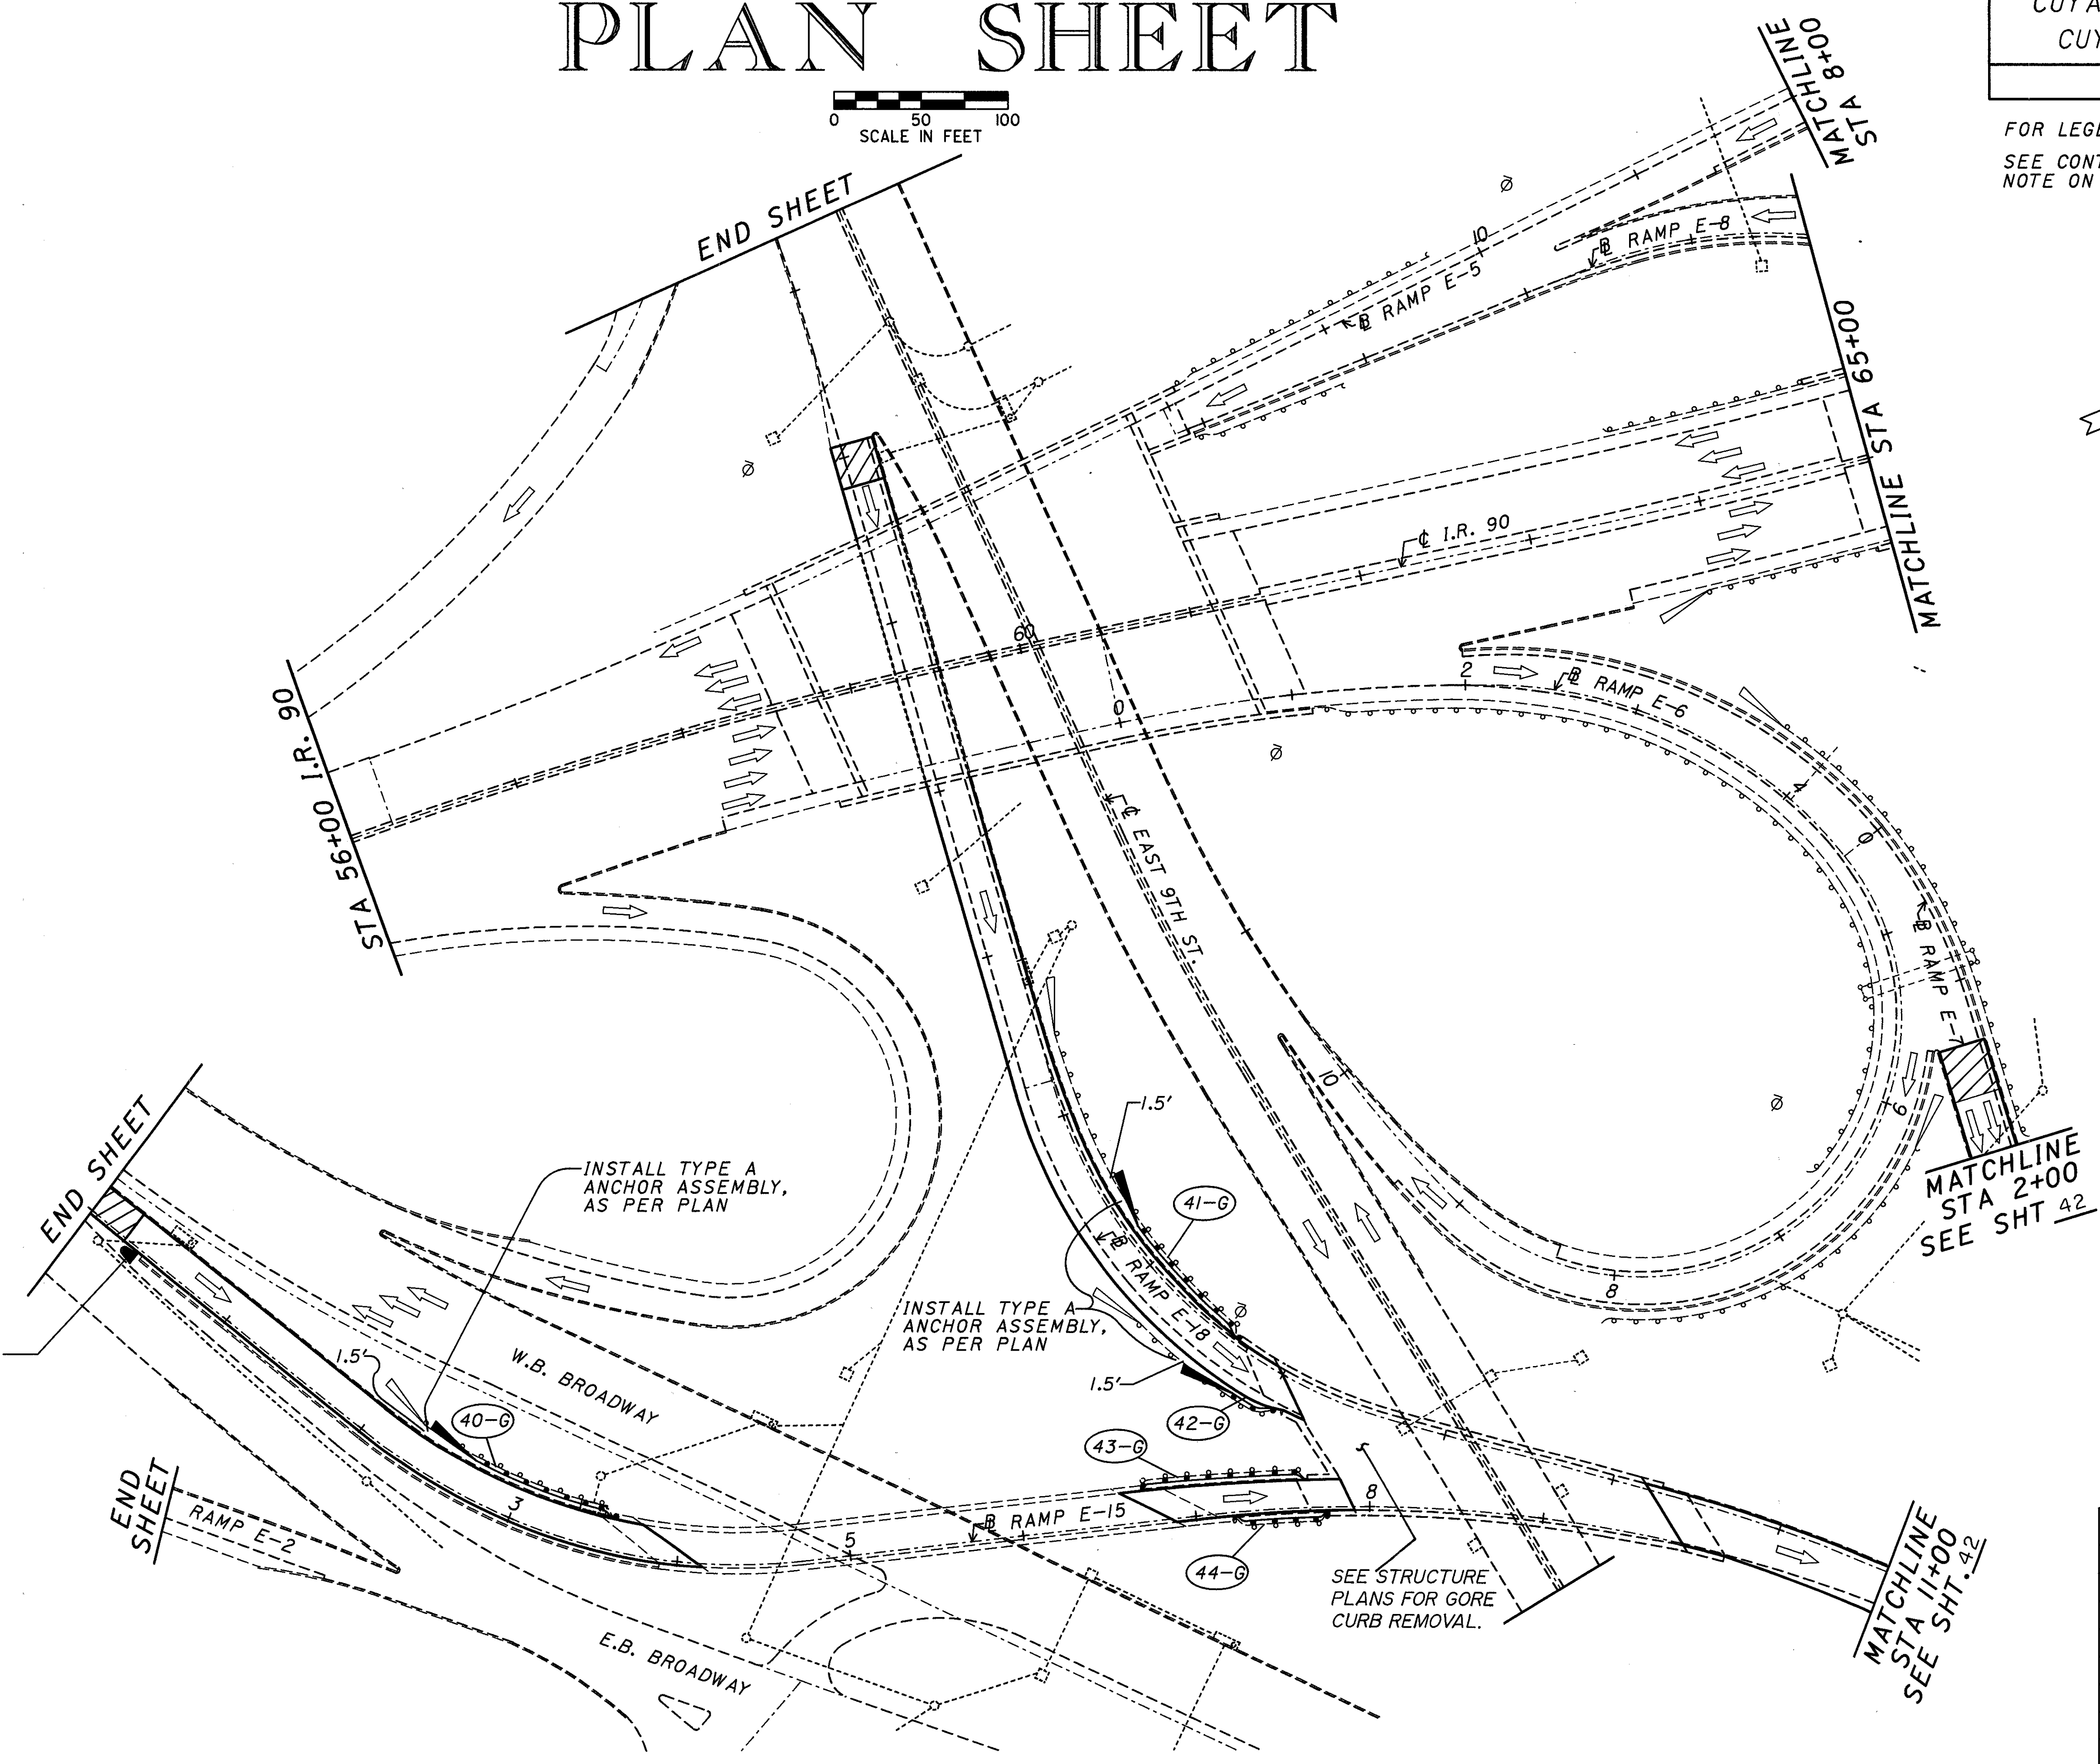 PLAN SHEET
0 50 100
SCALE IN FEET
MATCHLINE
STA 8+00
FOR
SEE
NOTE ON
END SHEET
10
℄ RAMP E-5
℄ RAMP E-8
MATCHLINE STA 65+00
℄ I.R. 90
60
0
2
℄ RAMP E-6
4
0
STA 56+00 I.R. 90
℄ EAST 9TH ST.
℄ RAMP E-7
10
9
8
MATCHLINE
STA 2+00
SEE SHT 42
END SHEET
INSTALL TYPE A
ANCHOR ASSEMBLY,
AS PER PLAN
1.5'
41-G
℄ RAMP E-18
INSTALL TYPE A
ANCHOR ASSEMBLY,
AS PER PLAN
1.5'
42-G
1.5'
40-G
W.B. BROADWAY
43-G
3
5
℄ RAMP E-15
8
44-G
SEE STRUCTURE
PLANS FOR GORE
CURB REMOVAL.
END
SHEET
RAMP E-2
E.B. BROADWAY
MATCHLINE
STA 11+00
SEE SHT. 42